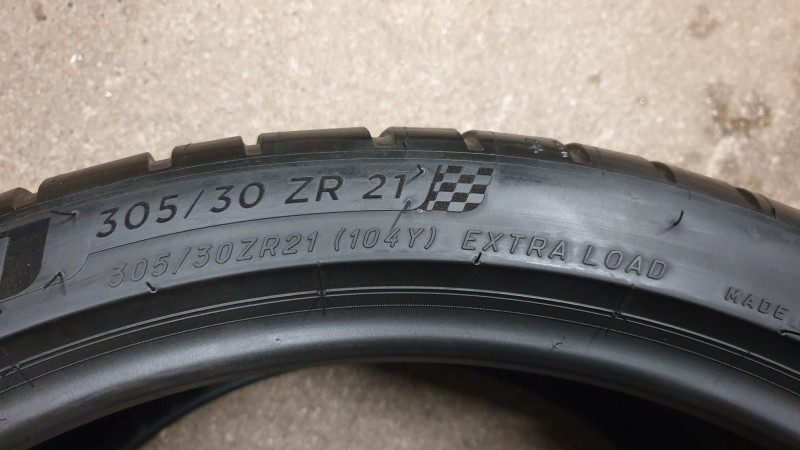 305/30 ZR 21
305/30ZR21 (104Y) EXTRA LOAD
MADE